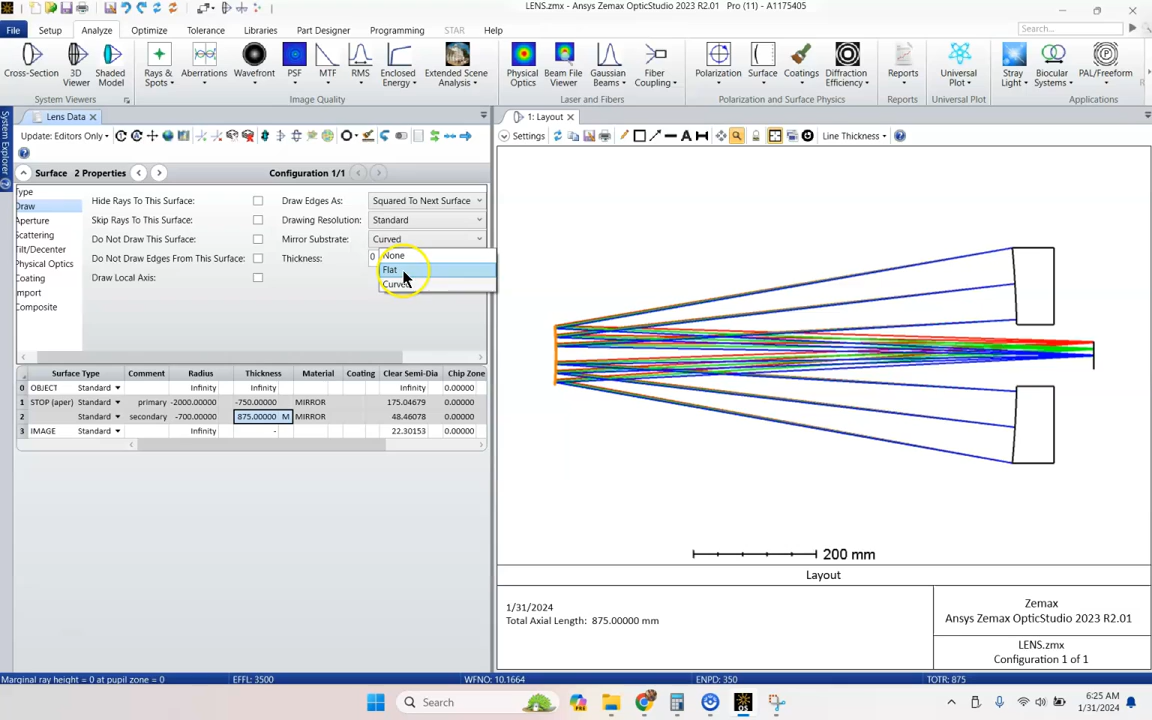 LENS.zmx - Ansys Zemax OpticStudio 2023 R2.01 - Pro (11) - A1175405
File Setup Analyze Optimize Tolerance Libraries Part Designer Programming STAR Help Search...
Cross-Section 3D Viewer Shaded Model Rays & Spots Aberrations Wavefront PSF MTF RMS Enclosed Energy Extended Scene Analysis Physical Optics Beam File Viewer Gaussian Beams Fiber Coupling Polarization Surface Coatings Diffraction Efficiency Reports Universal Plot Stray Light Biocular Systems PAL/Freeform
System Viewers Image Quality Laser and Fibers Polarization and Surface Physics Reports Universal Plot Applications
System Explorer
Lens Data
Update: Editors Only
Surface 2 Properties Configuration 1/1
Type
Draw
Aperture
Scattering
Tilt/Decenter
Physical Optics
Coating
Import
Composite
Hide Rays To This Surface: Draw Edges As: Squared To Next Surface
Skip Rays To This Surface: Drawing Resolution: Standard
Do Not Draw This Surface: Mirror Substrate: Curved
Do Not Draw Edges From This Surface: Thickness: 0
Draw Local Axis:
None
Flat
Curved
Surface Type Comment Radius Thickness Material Coating Clear Semi-Dia Chip Zone
0 OBJECT Standard Infinity Infinity Infinity 0.00000
1 STOP (aper) Standard primary -2000.00000 -750.00000 MIRROR 175.04679 0.00000
2 Standard secondary -700.00000 875.00000 M MIRROR 48.46078 0.00000
3 IMAGE Standard Infinity - 22.30153 0.00000
1: Layout
Settings Line Thickness
200 mm
Layout
1/31/2024
Total Axial Length: 875.00000 mm
Zemax
Ansys Zemax OpticStudio 2023 R2.01
LENS.zmx
Configuration 1 of 1
Marginal ray height = 0 at pupil zone = 0 EFFL: 3500 WFNO: 10.1664 ENPD: 350 TOTR: 875
Search
6:25 AM
1/31/2024